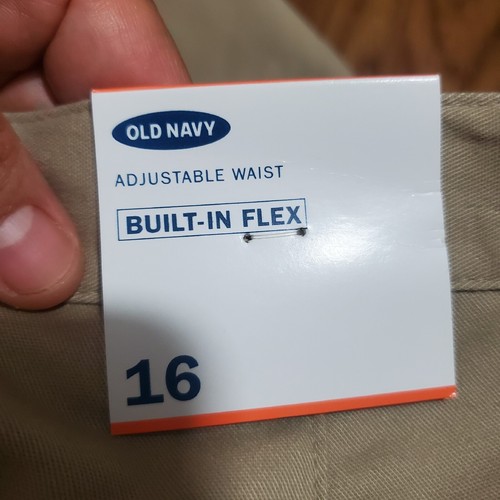 OLD NAVY
ADJUSTABLE WAIST
BUILT-IN FLEX
16